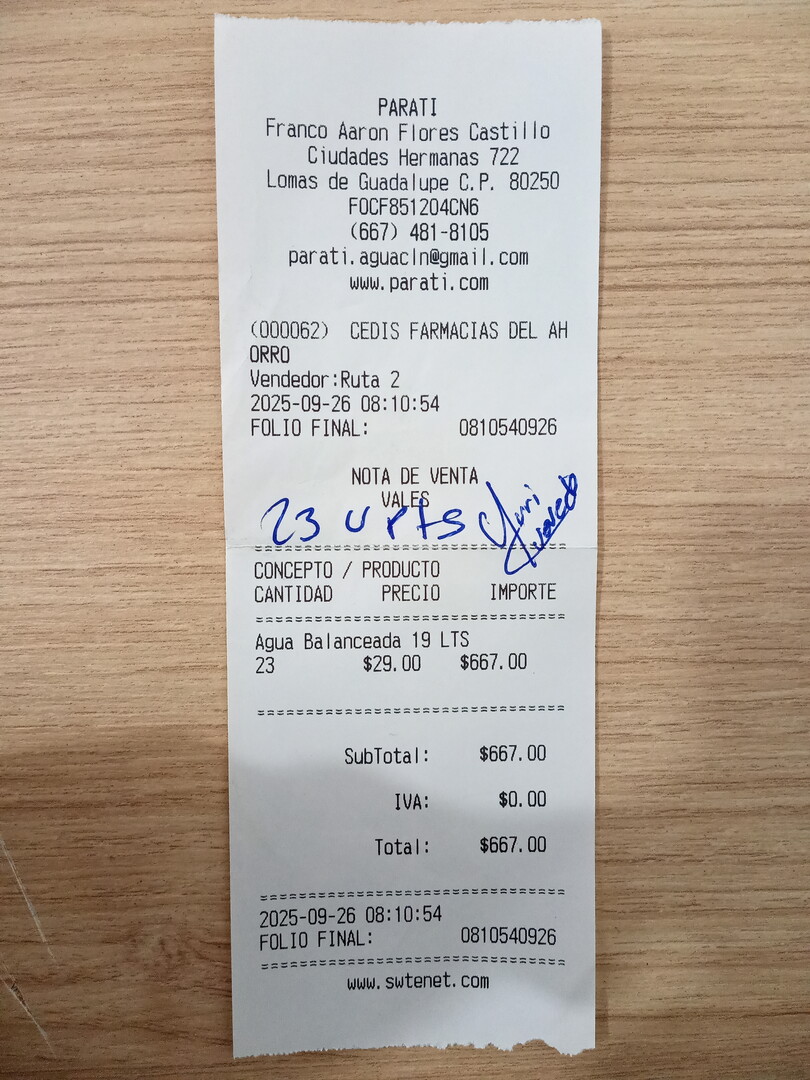 PARATI
Franco Aaron Flores Castillo
Ciudades Hermanas 722
Lomas de Guadalupe C.P. 80250
FOCF851204CN6
(667) 481-8105
parati.aguacln@gmail.com
www.parati.com
(000062) CEDIS FARMACIAS DEL AH
ORRO
Vendedor:Ruta 2
2025-09-26 08:10:54
FOLIO FINAL: 0810540926
NOTA DE VENTA
VALES
23 U pts
CONCEPTO / PRODUCTO
CANTIDAD PRECIO IMPORTE
Agua Balanceada 19 LTS
23 $29.00 $667.00
SubTotal: $667.00
IVA: $0.00
Total: $667.00
2025-09-26 08:10:54
FOLIO FINAL: 0810540926
www.swtenet.com